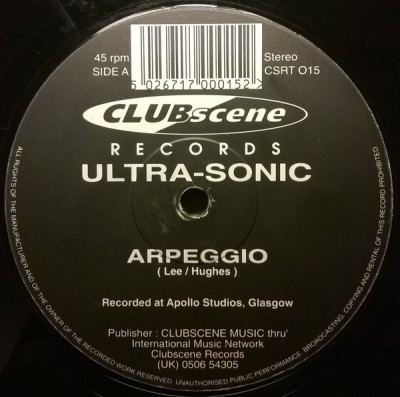 45 rpm
SIDE A
Stereo
CSRT O15
5 026717 000152 >
CLUBscene
RECORDS
ULTRA-SONIC
ARPEGGIO
( Lee / Hughes )
Recorded at Apollo Studios, Glasgow
Publisher : CLUBSCENE MUSIC thru'
International Music Network
Clubscene Records
(UK) 0506 54305
ALL RIGHTS OF THE MANUFACTURER AND OF THE OWNER OF THE RECORDED WORK RESERVED. UNAUTHORISED PUBLIC PERFORMANCE, BROADCASTING, COPYING AND RENTAL OF THIS RECORD PROHIBITED.